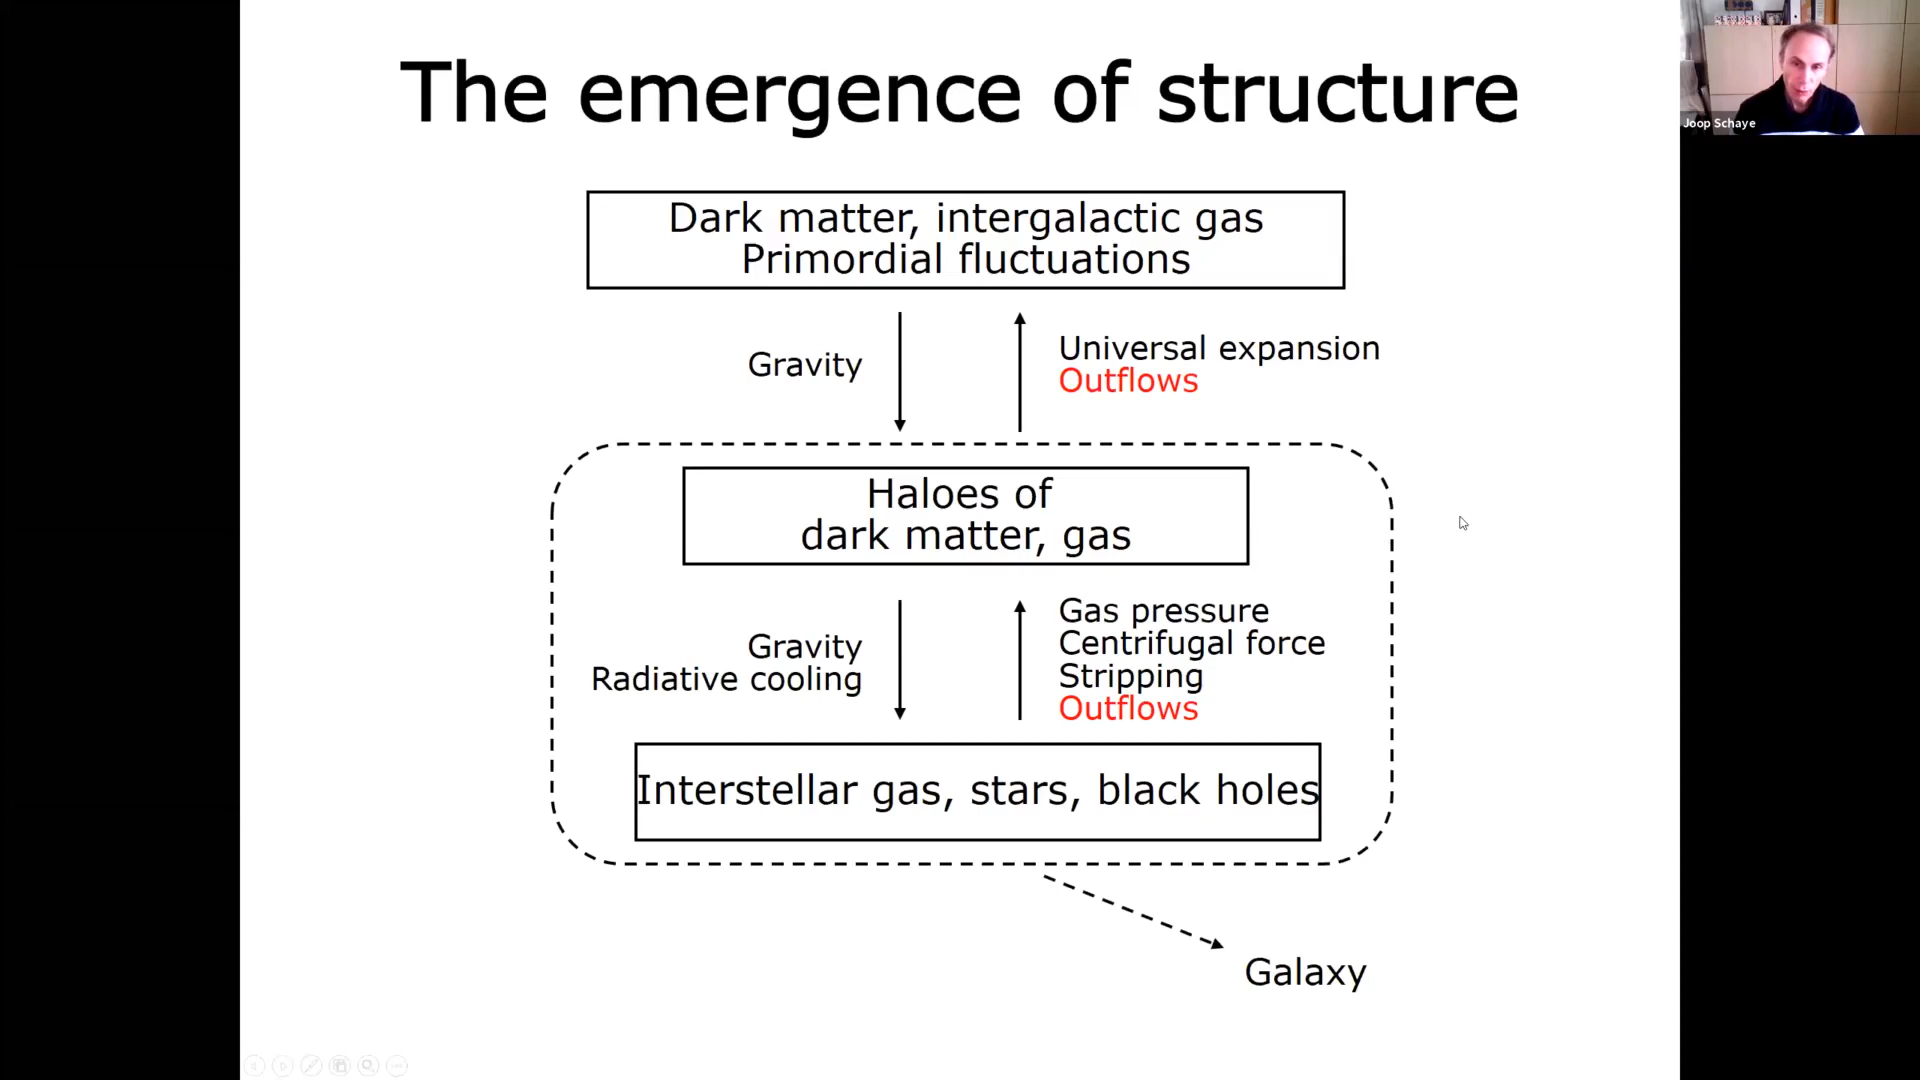 The emergence of structure
Joop Schaye
Dark matter, intergalactic gas
Primordial fluctuations
Gravity
Universal expansion
Outflows
Haloes of
dark matter, gas
Gravity
Radiative cooling
Gas pressure
Centrifugal force
Stripping
Outflows
Interstellar gas, stars, black holes
Galaxy